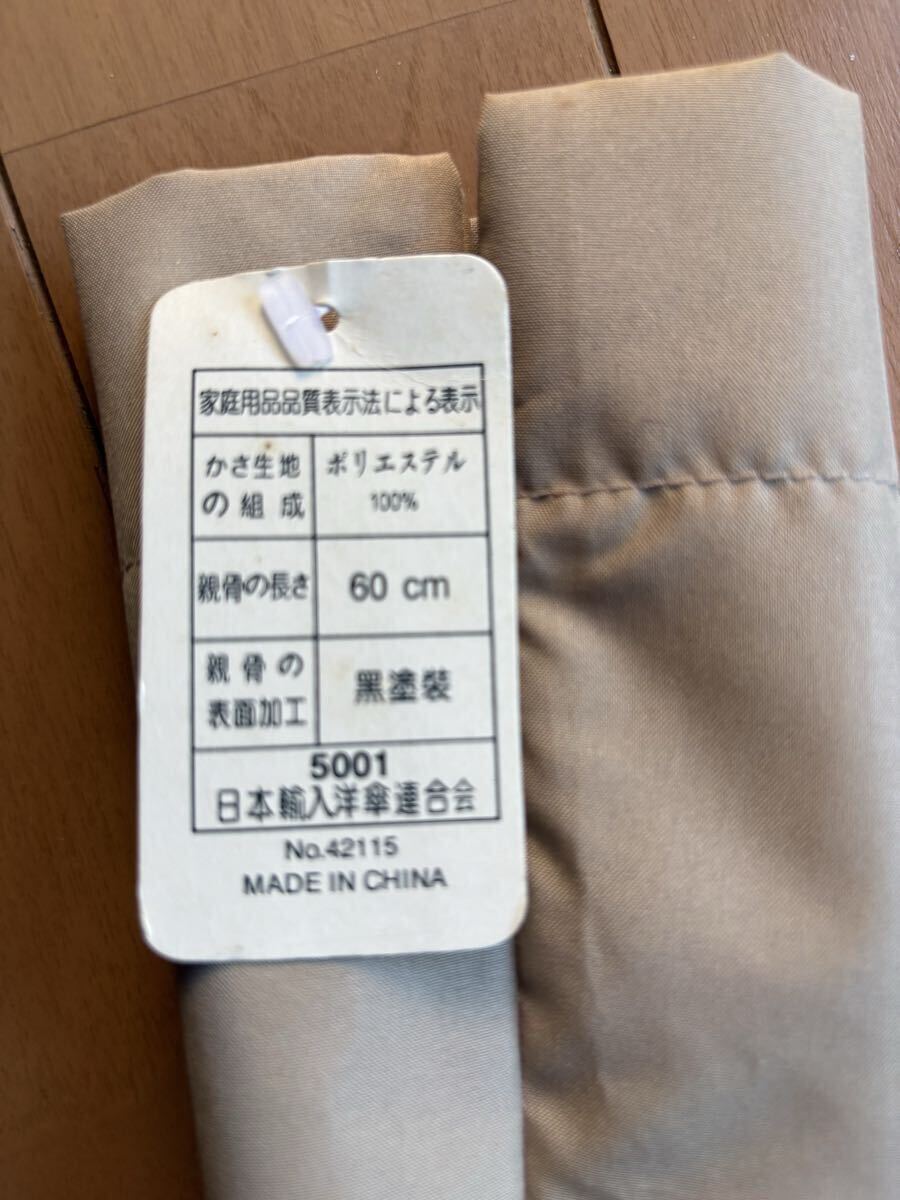 家庭用品品質表示法による表示
かさ生地
の組成
ポリエステル
100%
親骨の長さ
60 cm
親骨の
表面加工
黒塗装
5001
日本輸入洋傘連合会
No.42115
MADE IN CHINA